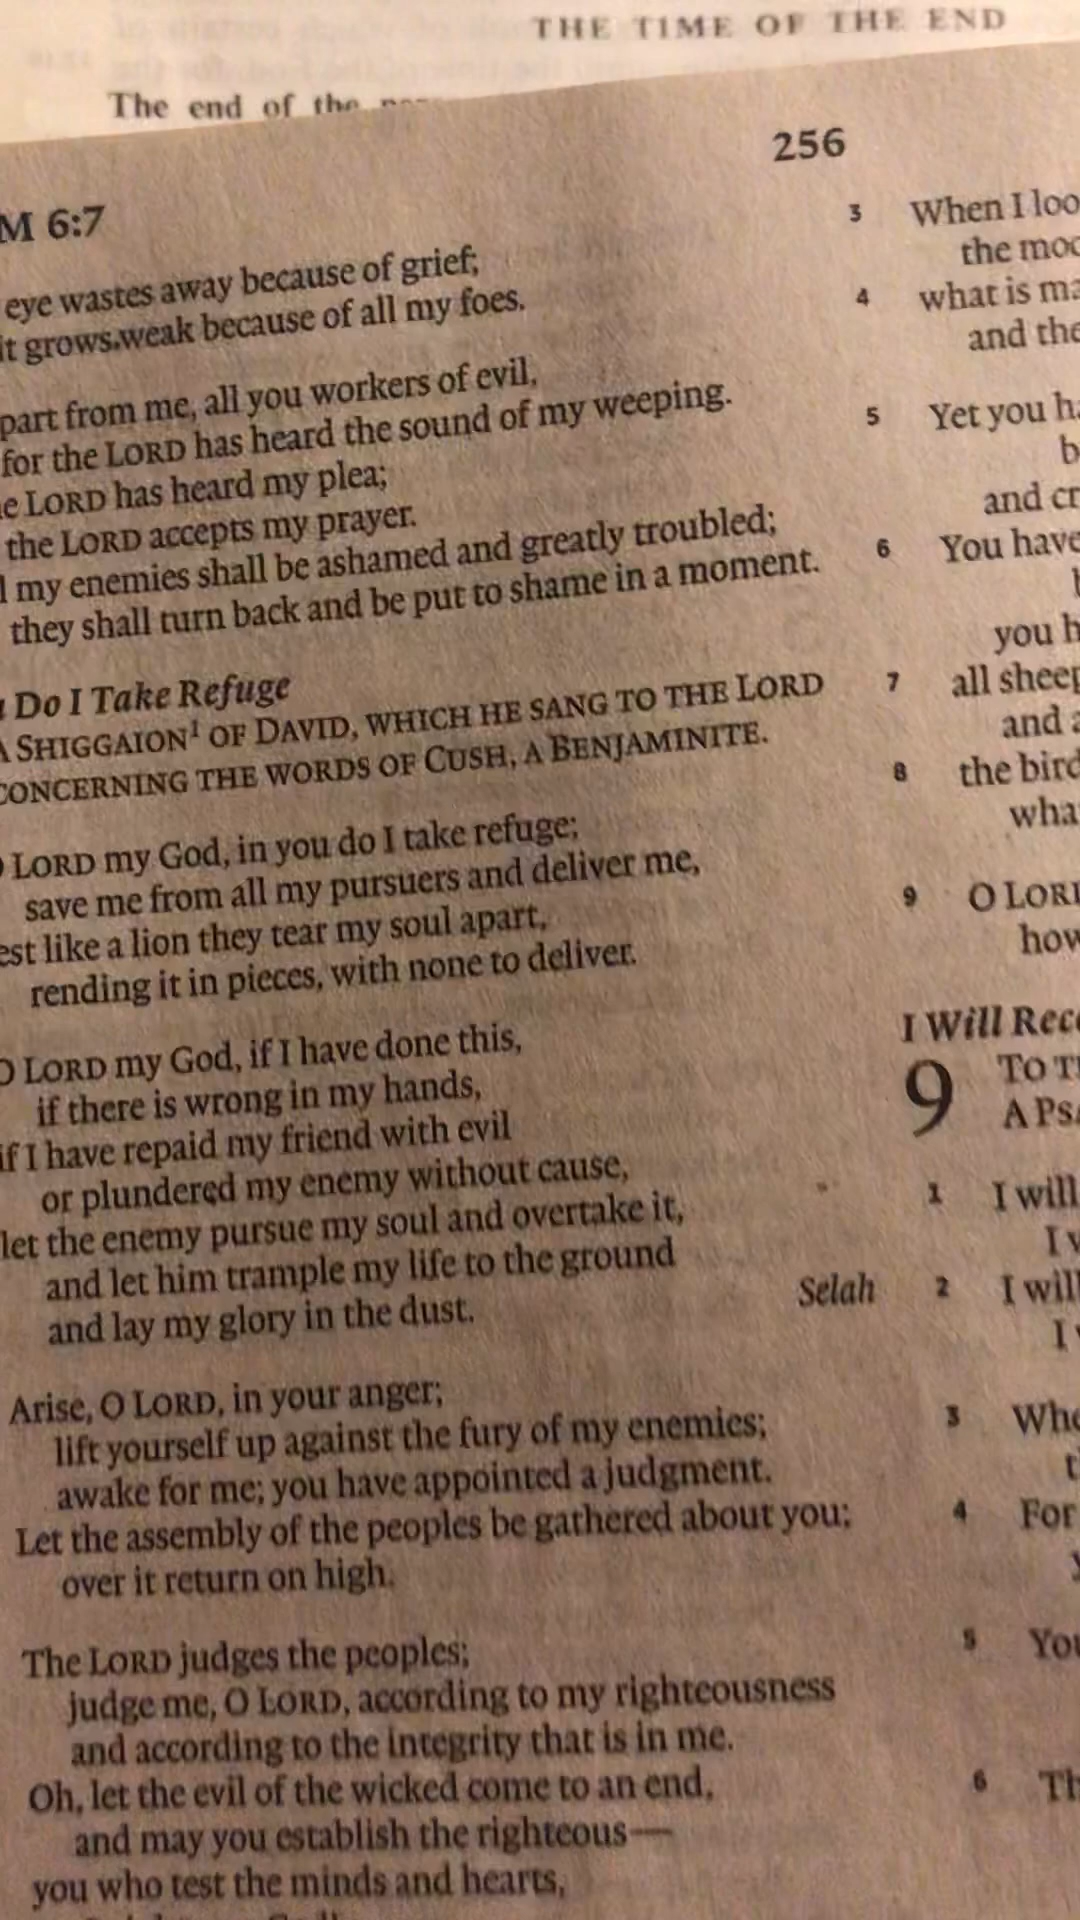 THE TIME OF THE END
The end of the
256
M 6:7
eye wastes away because of grief;
it grows weak because of all my foes.
part from me, all you workers of evil,
for the LORD has heard the sound of my weeping.
e LORD has heard my plea;
the LORD accepts my prayer.
l my enemies shall be ashamed and greatly troubled;
they shall turn back and be put to shame in a moment.
Do I Take Refuge
A SHIGGAION¹ OF DAVID, WHICH HE SANG TO THE LORD
CONCERNING THE WORDS OF CUSH, A BENJAMINITE.
O LORD my God, in you do I take refuge;
save me from all my pursuers and deliver me,
est like a lion they tear my soul apart,
rending it in pieces, with none to deliver.
O LORD my God, if I have done this,
if there is wrong in my hands,
if I have repaid my friend with evil
or plundered my enemy without cause,
let the enemy pursue my soul and overtake it,
and let him trample my life to the ground
and lay my glory in the dust. Selah
Arise, O LORD, in your anger;
lift yourself up against the fury of my enemies;
awake for me; you have appointed a judgment.
Let the assembly of the peoples be gathered about you;
over it return on high.
The LORD judges the peoples;
judge me, O LORD, according to my righteousness
and according to the integrity that is in me.
Oh, let the evil of the wicked come to an end,
and may you establish the righteous—
you who test the minds and hearts,
3 When I loo
the moo
4 what is ma
and the
5 Yet you ha
b
and cr
6 You have
you h
7 all sheep
and a
8 the bird
wha
9 O LORD
how
I Will Reco
9 TO TH
A PSA
1 I will
I w
2 I will
I
3 Whe
t
4 For
y
5 You
6 Th